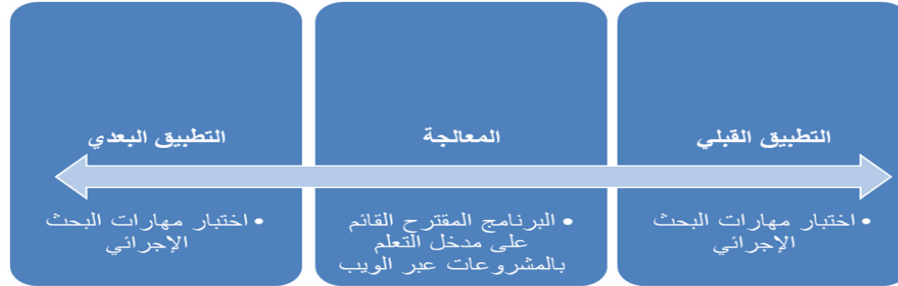 التطبيق القبلي
• اختبار مهارات البحث
الإجرائي
المعالجة
• البرنامج المقترح القائم
على مدخل التعلم
بالمشروعات عبر الويب
التطبيق البعدي
• اختبار مهارات البحث
الإجرائي